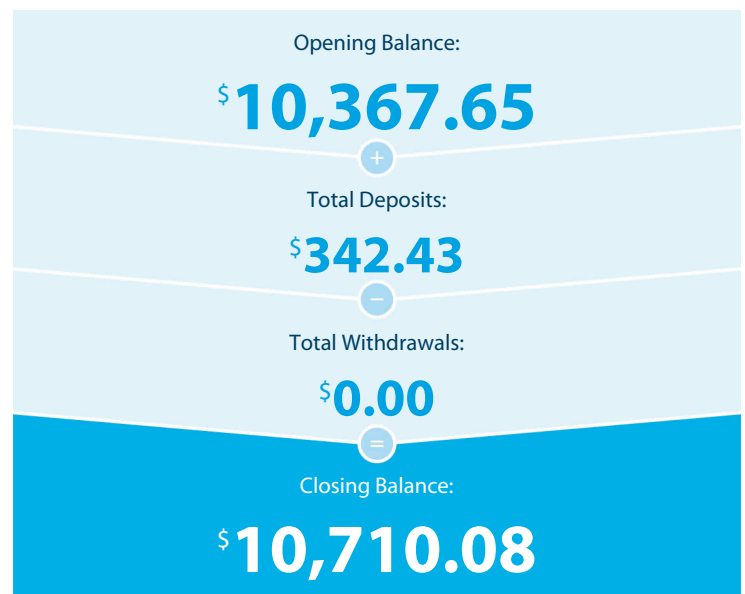 Opening Balance:
$10,367.65
+
Total Deposits:
$342.43
−
Total Withdrawals:
$0.00
=
Closing Balance:
$10,710.08